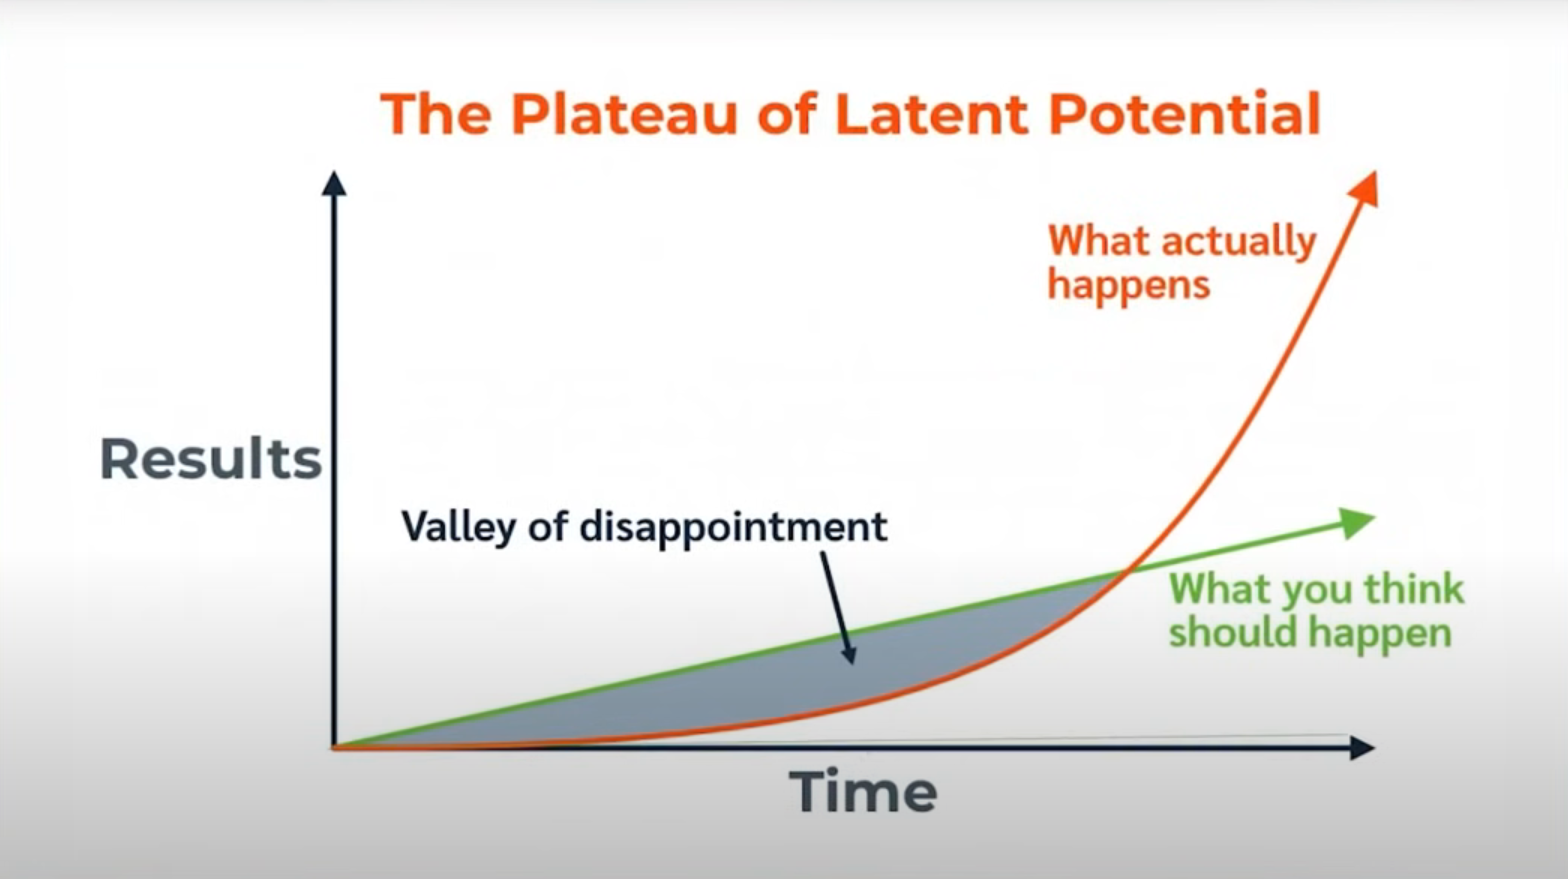 The Plateau of Latent Potential
What actually
happens
Results
Valley of disappointment
What you think
should happen
Time